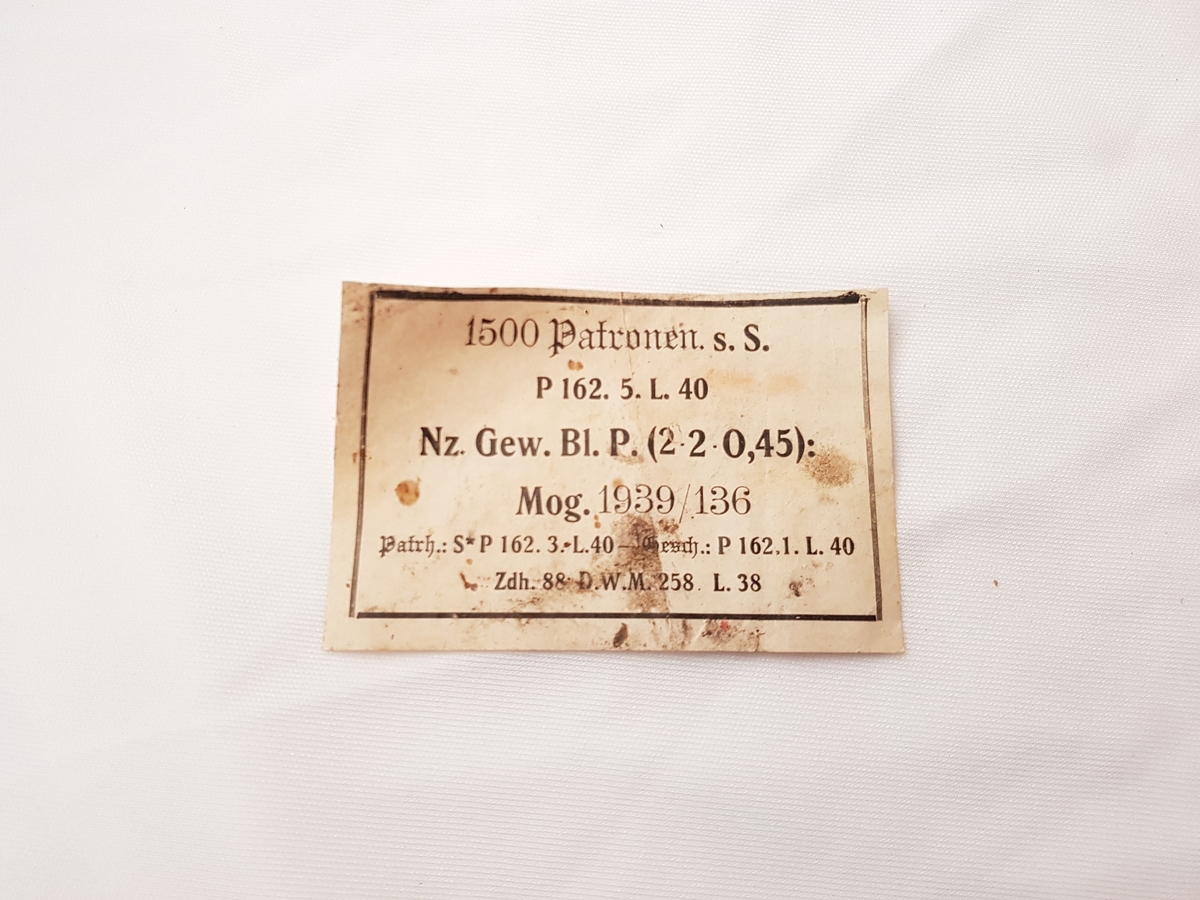 1500 Patronen. s. S.
P 162. 5. L. 40
Nz. Gew. Bl. P. (2·2·0,45):
Mog. 1939/136
Patrh.: S* P 162. 3. L. 40 — Gesch.: P 162.1. L. 40
Zdh. 88 D.W.M. 258. L. 38